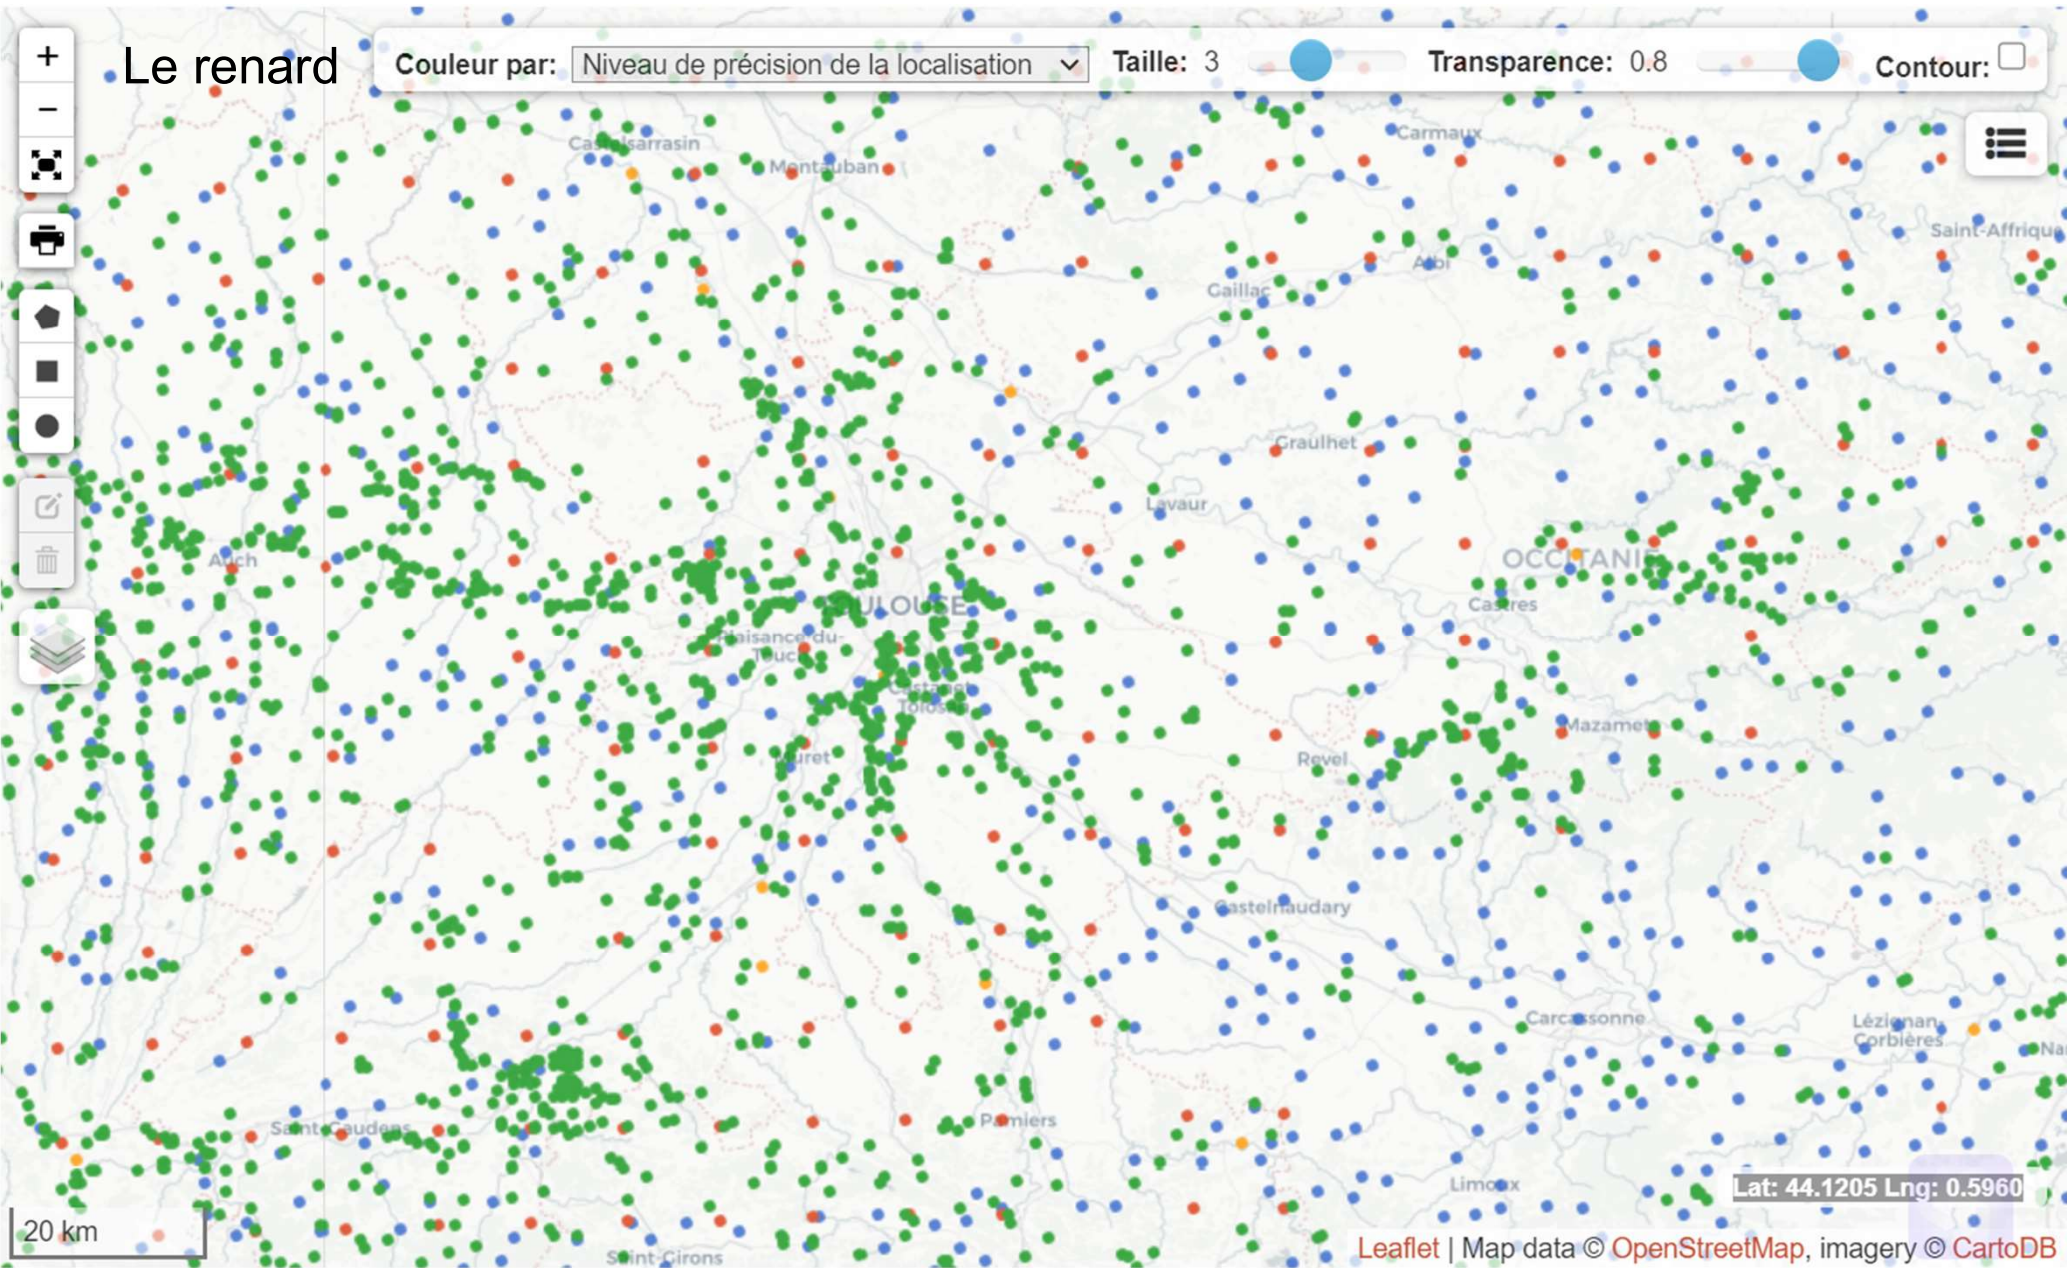 +
Le renard
Couleur par: Niveau de précision de la localisation
Taille: 3
Transparence: 0.8
Contour:
−
Castelsarrasin
Carmaux
Montauban
Saint-Affrique
Albi
Gaillac
Graulhet
Lavaur
Auch
OCCITANIE
TOULOUSE
Castres
Plaisance-du-
Touch
Castanet-
Tolosan
Mazamet
Muret
Revel
Castelnaudary
Carcassonne
Lézignan-
Corbières
Na
Pamiers
Saint-Gaudens
Limoux
Lat: 44.1205 Lng: 0.5960
20 km
Saint-Girons
Leaflet | Map data © OpenStreetMap, imagery © CartoDB